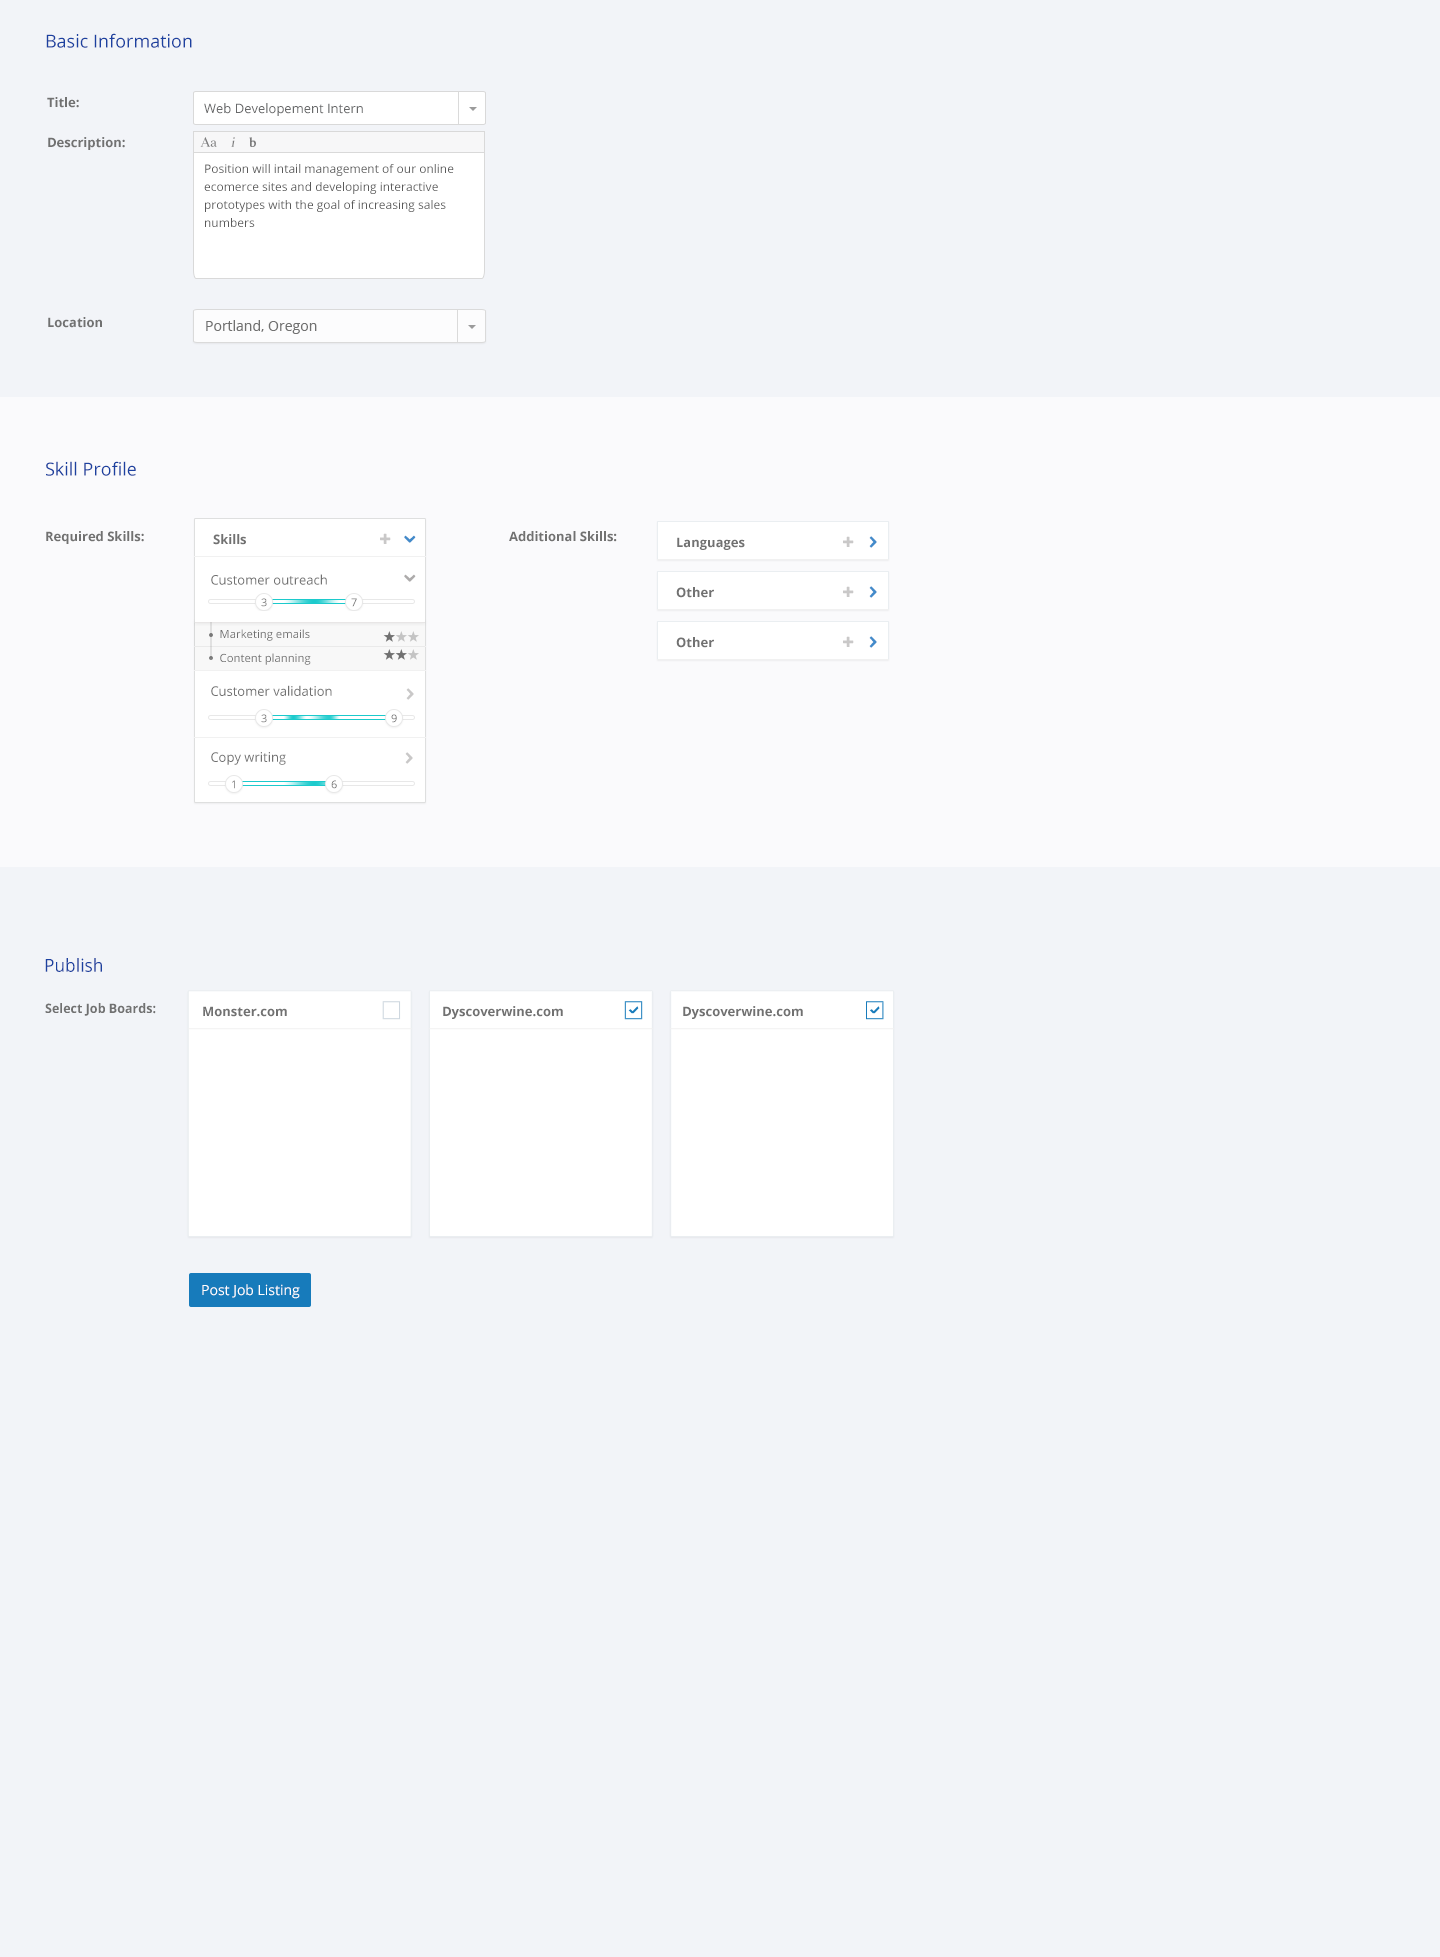 Basic Information
Title:
Web Developement Intern
Description:
Aa i b
Position will intail management of our online
ecomerce sites and developing interactive
prototypes with the goal of increasing sales
numbers
Location
Portland, Oregon
Skill Profile
Required Skills:
Skills
Customer outreach
3 7
Marketing emails
Content planning
Customer validation
3 9
Copy writing
1 6
Additional Skills:
Languages
Other
Other
Publish
Select Job Boards:
Monster.com
Dyscoverwine.com
Dyscoverwine.com
Post Job Listing